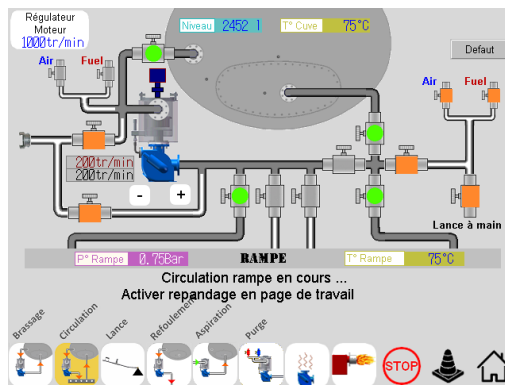 Régulateur
Moteur
1000tr/min
Niveau 2452 l
T° Cuve 75°C
Defaut
Air Fuel
Air Fuel
200tr/min
200tr/min
- +
Lance à main
P° Rampe 0.75Bar
RAMPE
T° Rampe 75°C
Circulation rampe en cours ...
Activer repandage en page de travail
Brassage
Circulation
Lance
Refoulement
Aspiration
Purge
STOP